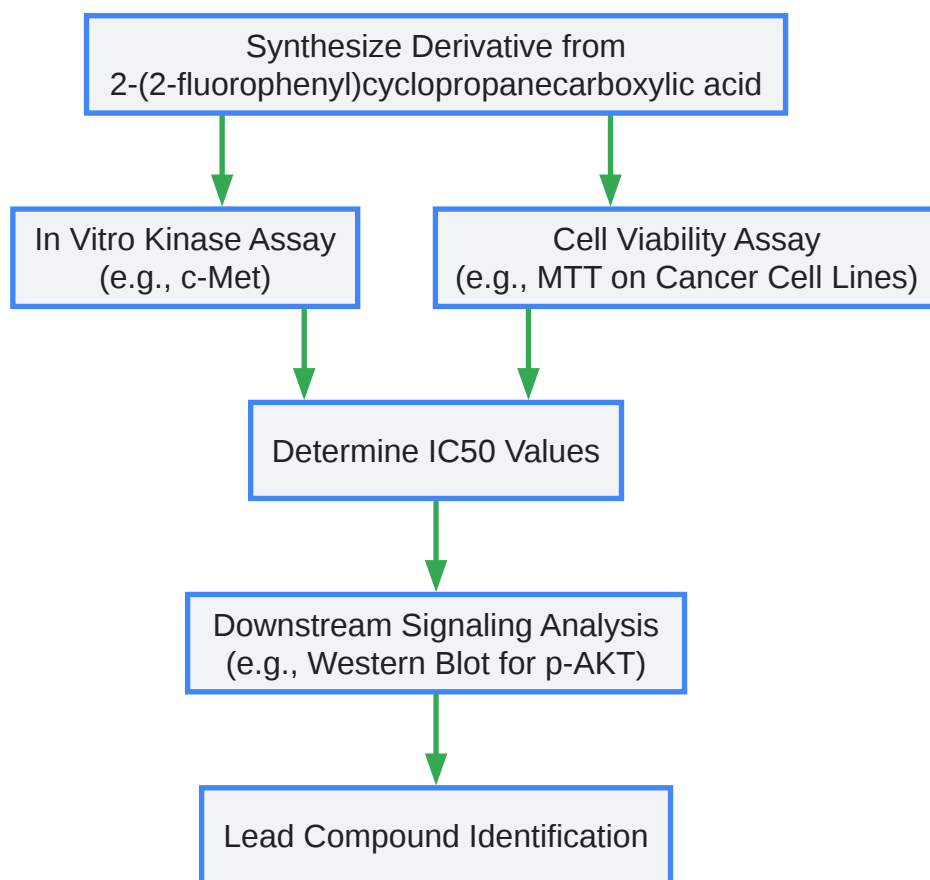 Synthesize Derivative from
2-(2-fluorophenyl)cyclopropanecarboxylic acid
In Vitro Kinase Assay
(e.g., c-Met)
Cell Viability Assay
(e.g., MTT on Cancer Cell Lines)
Determine IC50 Values
Downstream Signaling Analysis
(e.g., Western Blot for p-AKT)
Lead Compound Identification